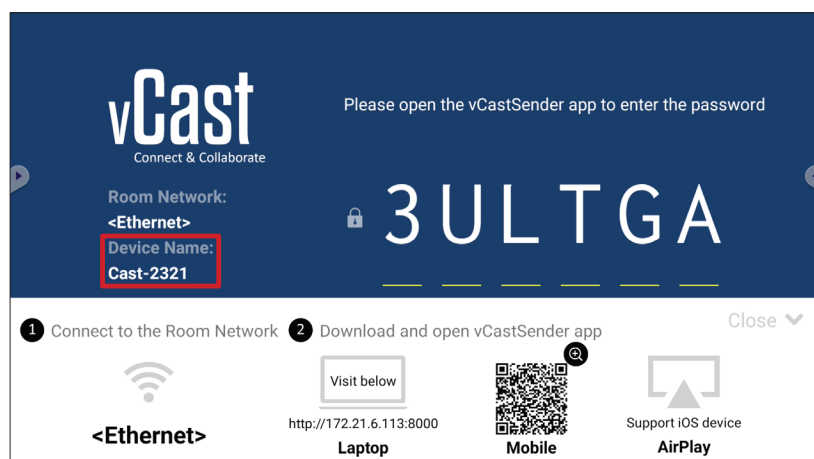 vCast
Connect & Collaborate
Please open the vCastSender app to enter the password
Room Network:
<Ethernet>
Device Name:
Cast-2321
3ULTGA
1 Connect to the Room Network
2 Download and open vCastSender app
Close
<Ethernet>
Visit below
http://172.21.6.113:8000
Laptop
Mobile
Support iOS device
AirPlay